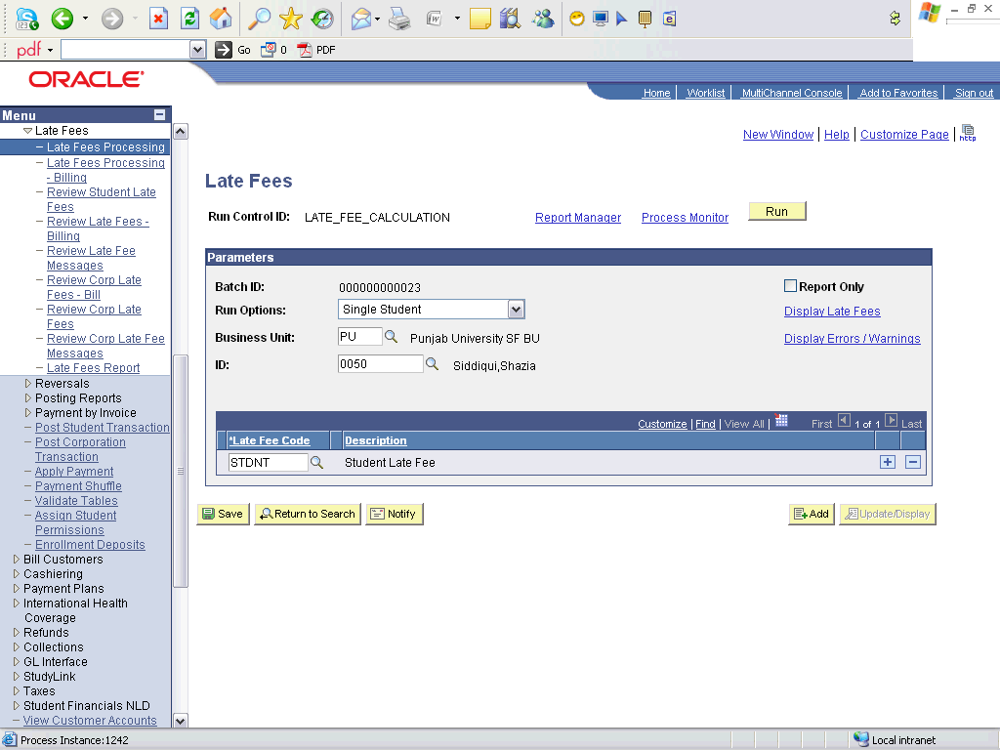 pdf
Go
0
PDF
ORACLE
Home
Worklist
MultiChannel Console
Add to Favorites
Sign out
New Window
Help
Customize Page
http
Menu
Late Fees
Late Fees Processing
Late Fees Processing
- Billing
Review Student Late
Fees
Review Late Fees -
Billing
Review Late Fee
Messages
Review Corp Late
Fees - Bill
Review Corp Late
Fees
Review Corp Late Fee
Messages
Late Fees Report
Reversals
Posting Reports
Payment by Invoice
Post Student Transaction
Post Corporation
Transaction
Apply Payment
Payment Shuffle
Validate Tables
Assign Student
Permissions
Enrollment Deposits
Bill Customers
Cashiering
Payment Plans
International Health
Coverage
Refunds
Collections
GL Interface
StudyLink
Taxes
Student Financials NLD
View Customer Accounts
Late Fees
Run Control ID: LATE_FEE_CALCULATION Report Manager Process Monitor Run
Parameters
Batch ID: 000000000023 Report Only
Run Options: Single Student Display Late Fees
Business Unit: PU Punjab University SF BU Display Errors / Warnings
ID: 0050 Siddiqui,Shazia
Customize | Find | View All | First 1 of 1 Last
*Late Fee Code Description
STDNT Student Late Fee
Save Return to Search Notify Add Update/Display
Process Instance:1242 Local intranet